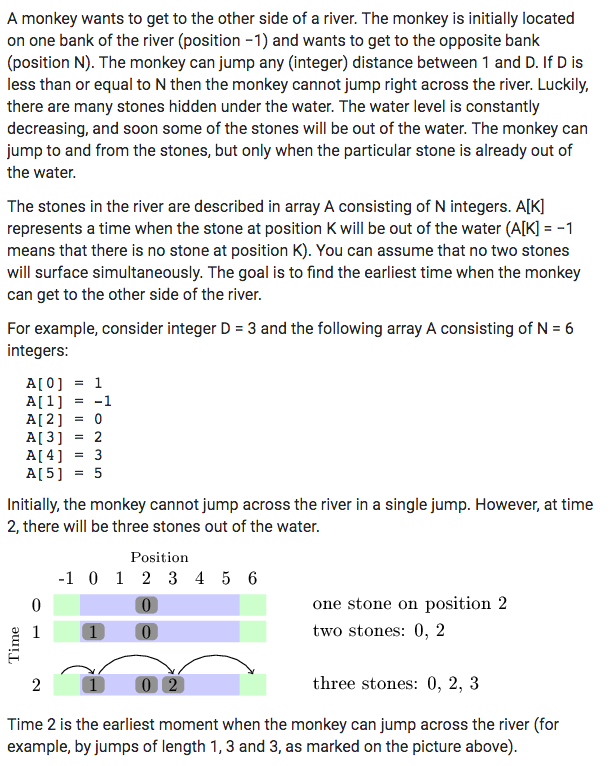 A monkey wants to get to the other side of a river. The monkey is initially located
on one bank of the river (position −1) and wants to get to the opposite bank
(position N). The monkey can jump any (integer) distance between 1 and D. If D is
less than or equal to N then the monkey cannot jump right across the river. Luckily,
there are many stones hidden under the water. The water level is constantly
decreasing, and soon some of the stones will be out of the water. The monkey can
jump to and from the stones, but only when the particular stone is already out of
the water.
The stones in the river are described in array A consisting of N integers. A[K]
represents a time when the stone at position K will be out of the water (A[K] = −1
means that there is no stone at position K). You can assume that no two stones
will surface simultaneously. The goal is to find the earliest time when the monkey
can get to the other side of the river.
For example, consider integer D = 3 and the following array A consisting of N = 6
integers:
A[0] = 1
A[1] = -1
A[2] = 0
A[3] = 2
A[4] = 3
A[5] = 5
Initially, the monkey cannot jump across the river in a single jump. However, at time
2, there will be three stones out of the water.
Position
-1 0 1 2 3 4 5 6
0 0 one stone on position 2
Time 1 1 0 two stones: 0, 2
2 1 0 2 three stones: 0, 2, 3
Time 2 is the earliest moment when the monkey can jump across the river (for
example, by jumps of length 1, 3 and 3, as marked on the picture above).